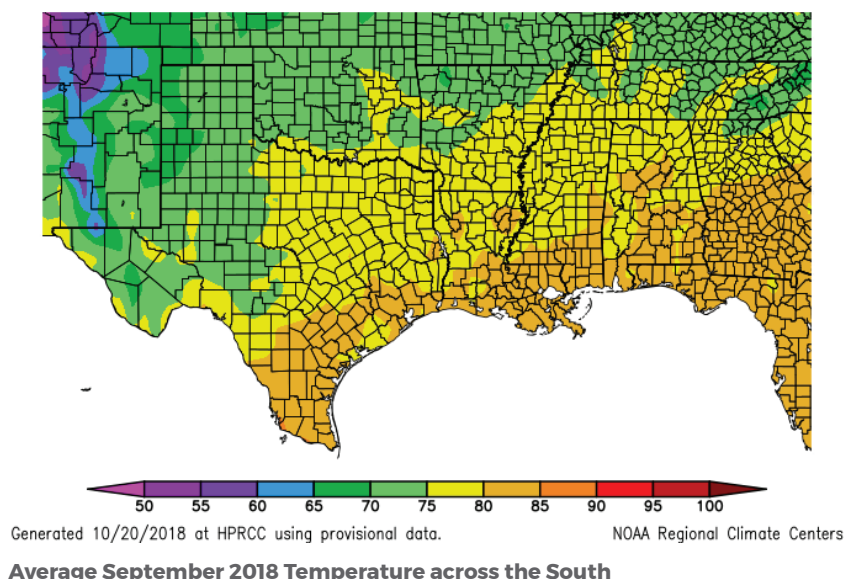 50 55 60 65 70 75 80 85 90 95 100
Generated 10/20/2018 at HPRCC using provisional data. NOAA Regional Climate Centers
Average September 2018 Temperature across the South